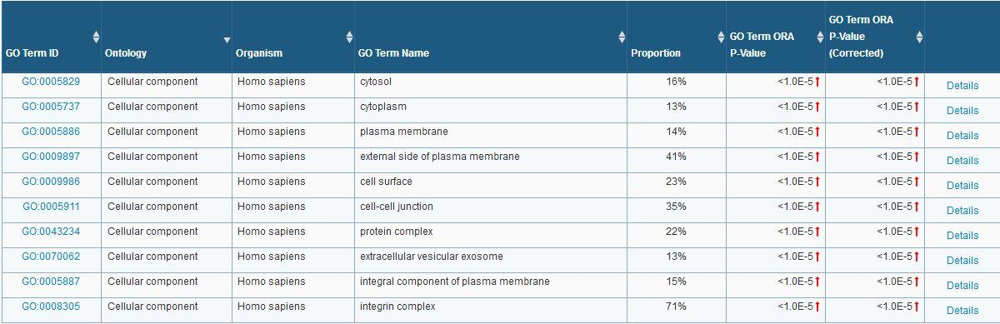 GO Term ID Ontology Organism GO Term Name Proportion GO Term ORA P-Value GO Term ORA P-Value (Corrected)
GO:0005829 Cellular component Homo sapiens cytosol 16% <1.0E-5 <1.0E-5 Details
GO:0005737 Cellular component Homo sapiens cytoplasm 13% <1.0E-5 <1.0E-5 Details
GO:0005886 Cellular component Homo sapiens plasma membrane 14% <1.0E-5 <1.0E-5 Details
GO:0009897 Cellular component Homo sapiens external side of plasma membrane 41% <1.0E-5 <1.0E-5 Details
GO:0009986 Cellular component Homo sapiens cell surface 23% <1.0E-5 <1.0E-5 Details
GO:0005911 Cellular component Homo sapiens cell-cell junction 35% <1.0E-5 <1.0E-5 Details
GO:0043234 Cellular component Homo sapiens protein complex 22% <1.0E-5 <1.0E-5 Details
GO:0070062 Cellular component Homo sapiens extracellular vesicular exosome 13% <1.0E-5 <1.0E-5 Details
GO:0005887 Cellular component Homo sapiens integral component of plasma membrane 15% <1.0E-5 <1.0E-5 Details
GO:0008305 Cellular component Homo sapiens integrin complex 71% <1.0E-5 <1.0E-5 Details